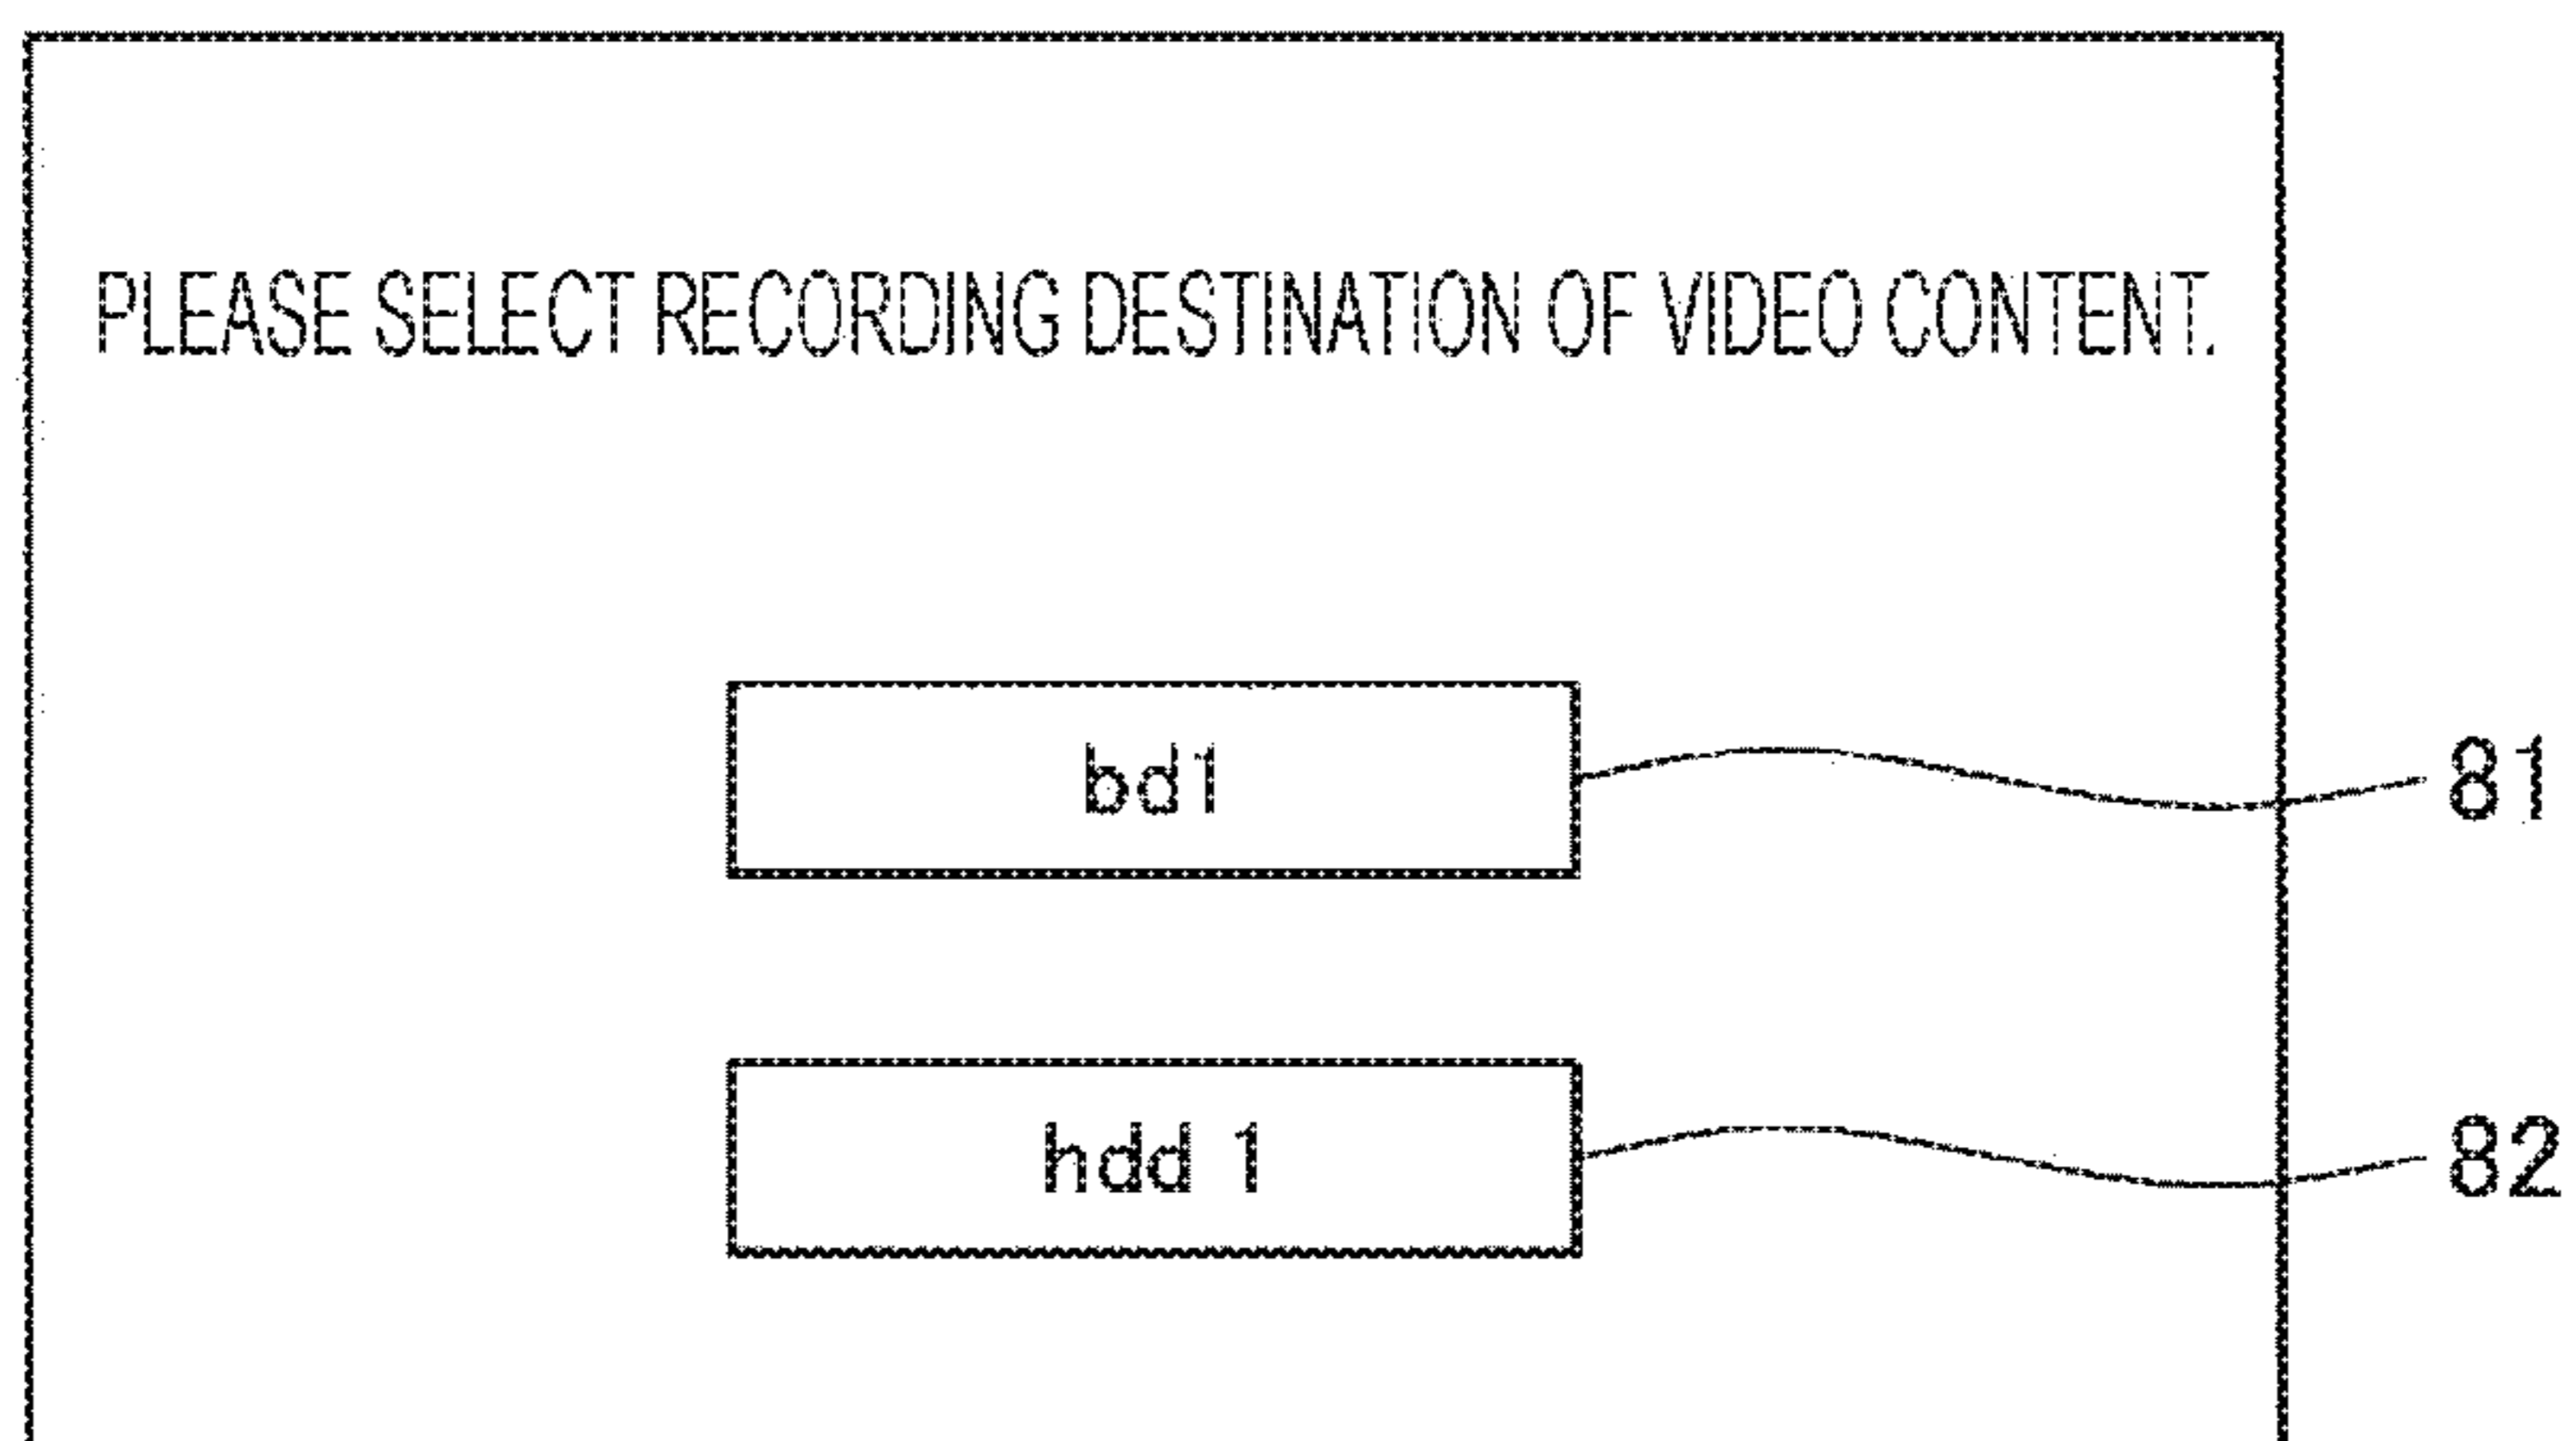 PLEASE SELECT RECORDING DESTINATION OF VIDEO CONTENT.
bd1
81
hdd 1
82